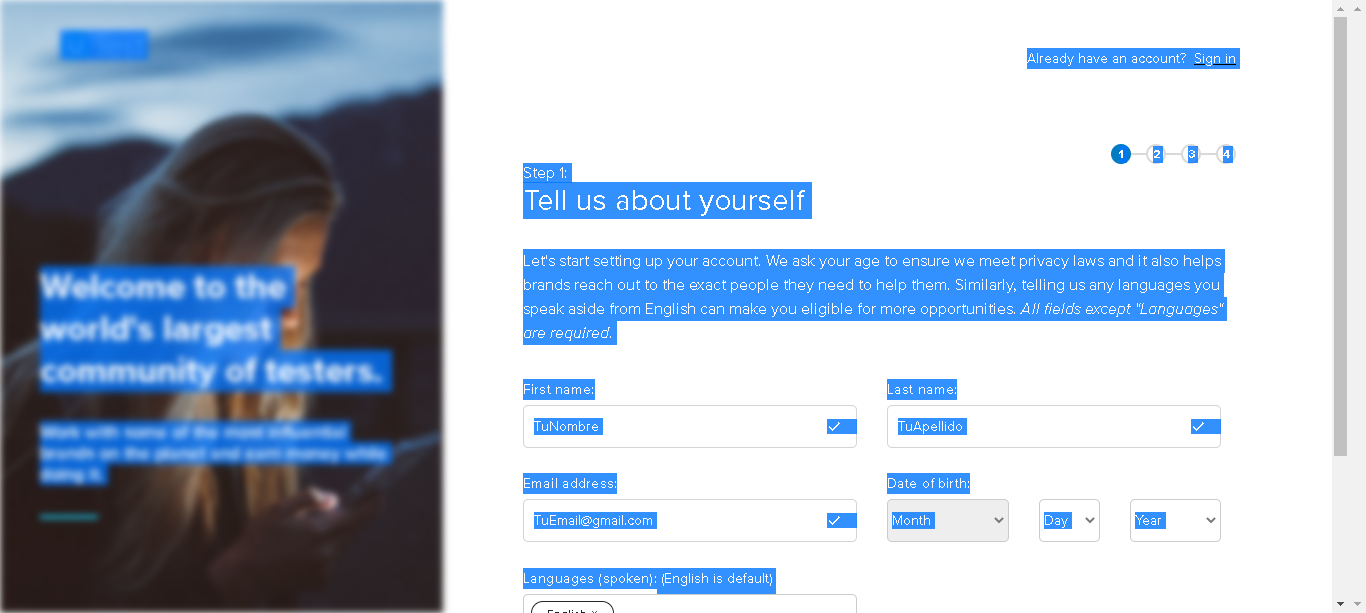 Already have an account? Sign in
1 2 3 4
Step 1:
Tell us about yourself
Welcome to the
world's largest
community of testers.
Work with some of the most influential
brands on the planet and earn money while
doing it.
Let's start setting up your account. We ask your age to ensure we meet privacy laws and it also helps
brands reach out to the exact people they need to help them. Similarly, telling us any languages you
speak aside from English can make you eligible for more opportunities. All fields except "Languages"
are required.
First name:
Last name:
TuNombre
TuApellido
Email address:
Date of birth:
TuEmail@gmail.com
Month
Day
Year
Languages (spoken): (English is default)
English ×